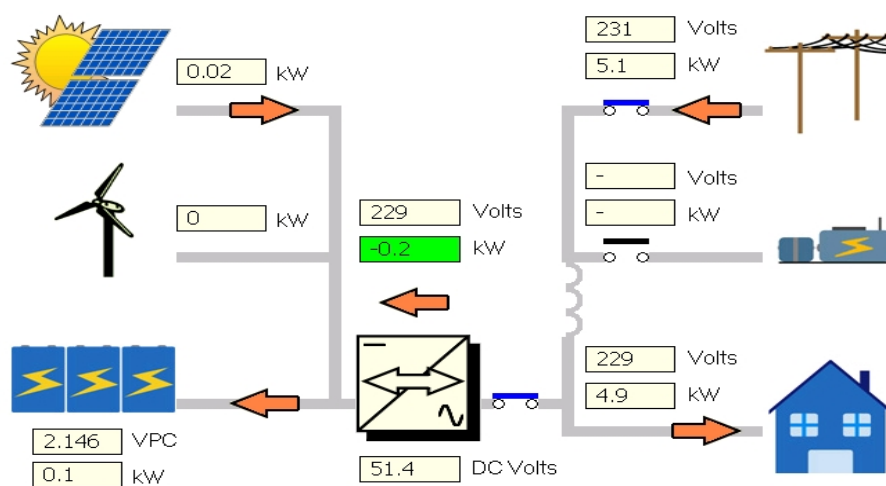 231 Volts
5.1 kW
0.02 kW
- Volts
- kW
0 kW
229 Volts
-0.2 kW
229 Volts
4.9 kW
2.146 VPC
0.1 kW
51.4 DC Volts